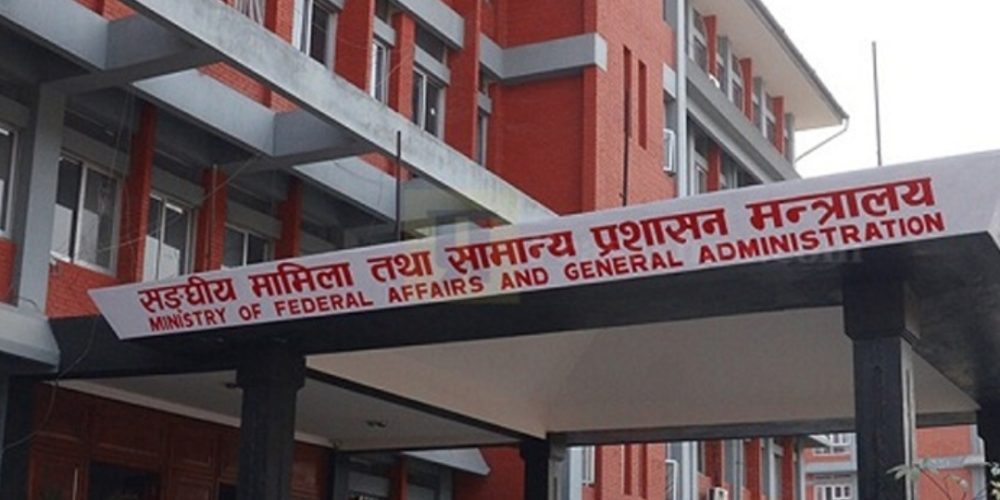 सङ्घीय मामिला तथा सामान्य प्रशासन मन्त्रालय
MINISTRY OF FEDERAL AFFAIRS AND GENERAL ADMINISTRATION